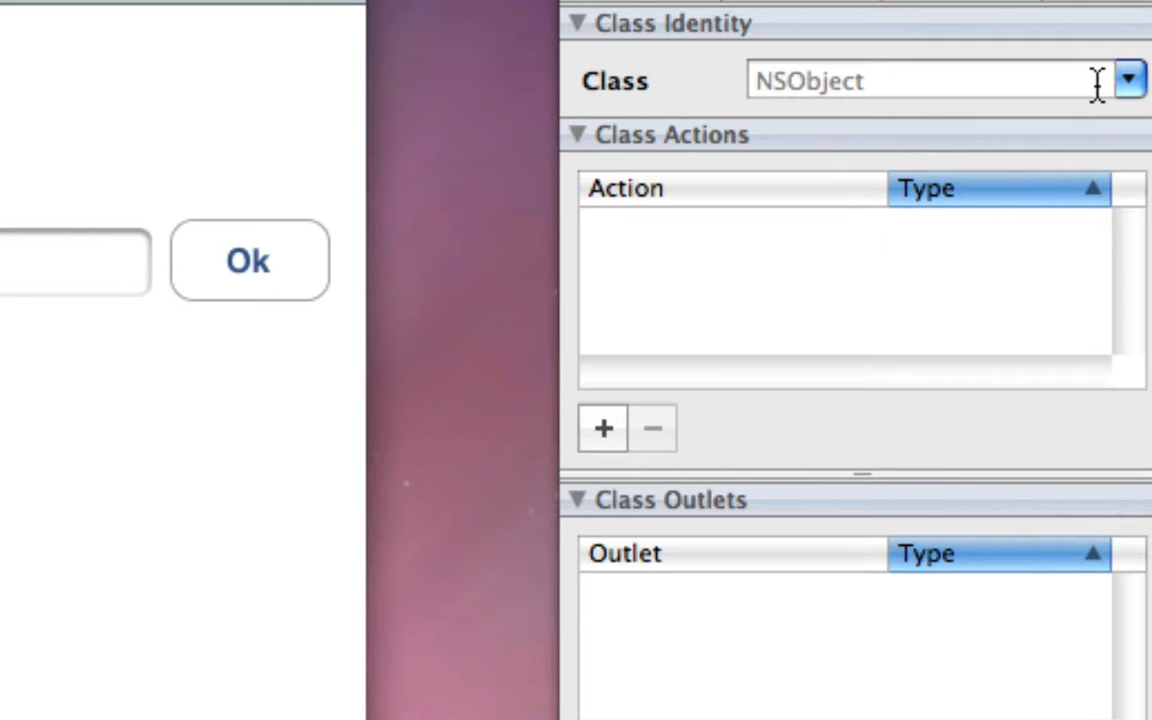 Class Identity
Class NSObject
Class Actions
Action Type
Ok
+ −
Class Outlets
Outlet Type